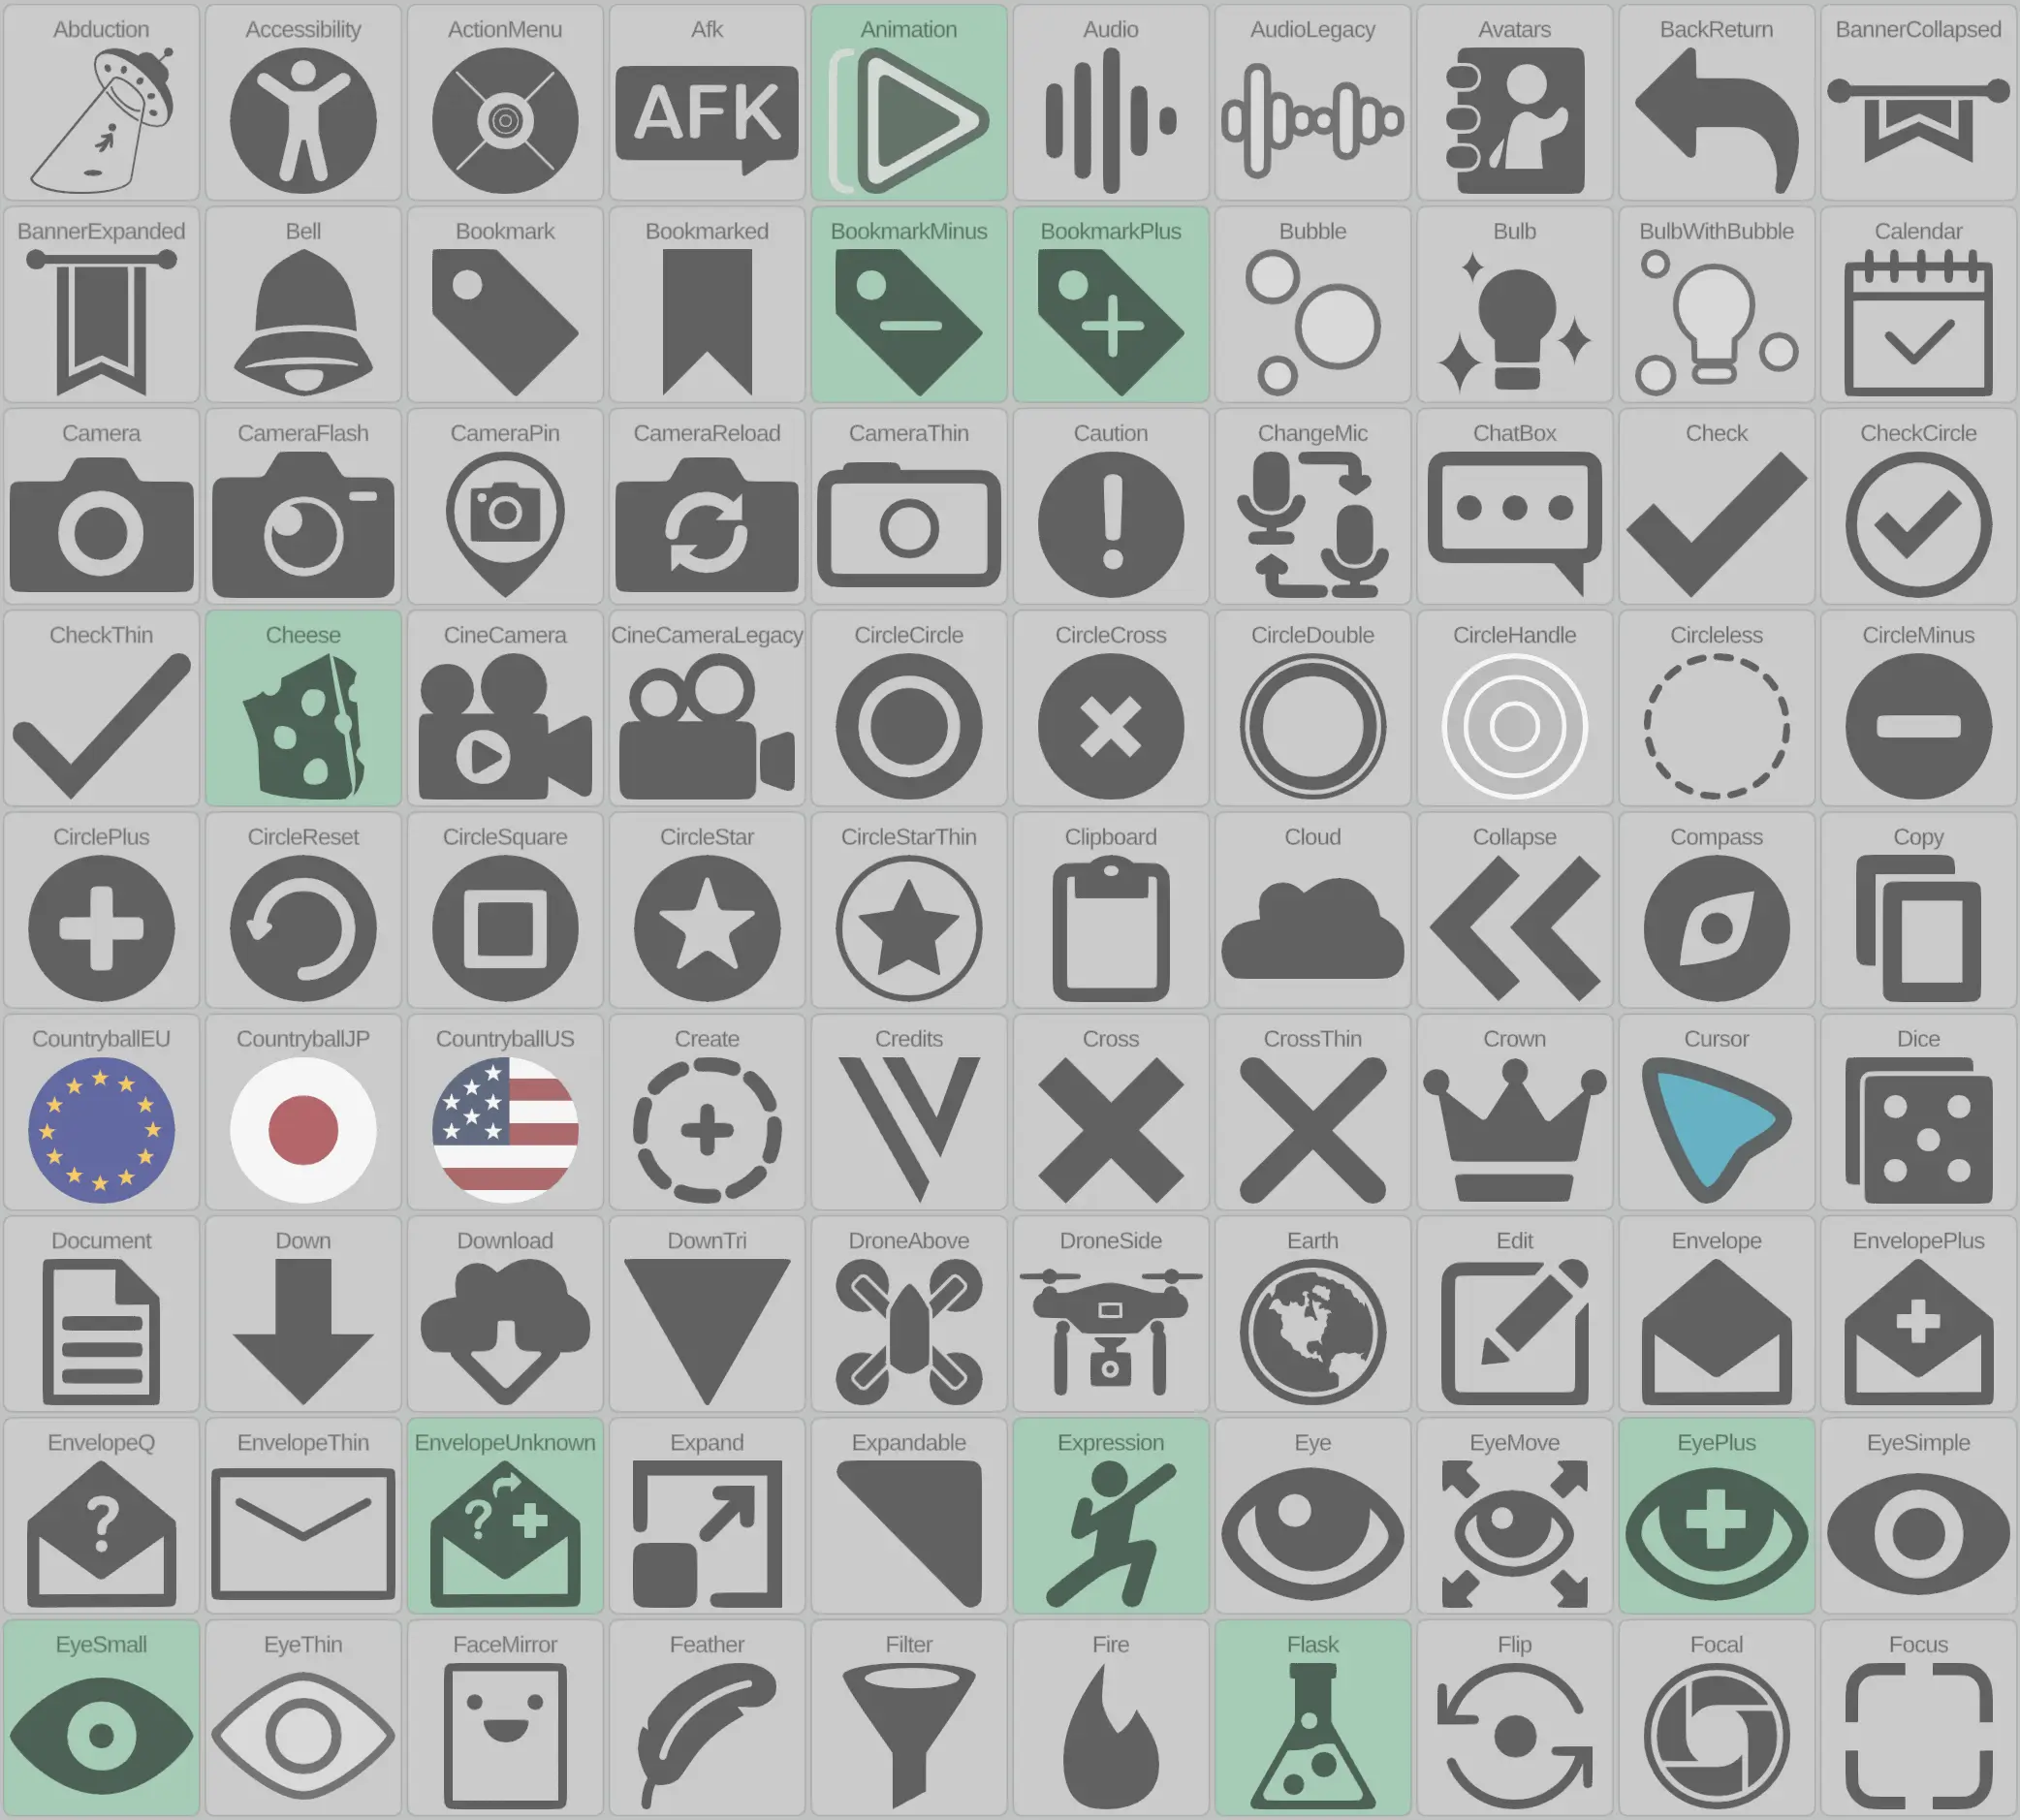 Abduction Accessibility ActionMenu Afk Animation Audio AudioLegacy Avatars BackReturn BannerCollapsed
AFK
BannerExpanded Bell Bookmark Bookmarked BookmarkMinus BookmarkPlus Bubble Bulb BulbWithBubble Calendar
Camera CameraFlash CameraPin CameraReload CameraThin Caution ChangeMic ChatBox Check CheckCircle
CheckThin Cheese CineCamera CineCameraLegacy CircleCircle CircleCross CircleDouble CircleHandle Circleless CircleMinus
CirclePlus CircleReset CircleSquare CircleStar CircleStarThin Clipboard Cloud Collapse Compass Copy
CountryballEU CountryballJP CountryballUS Create Credits Cross CrossThin Crown Cursor Dice
Document Down Download DownTri DroneAbove DroneSide Earth Edit Envelope EnvelopePlus
EnvelopeQ EnvelopeThin EnvelopeUnknown Expand Expandable Expression Eye EyeMove EyePlus EyeSimple
EyeSmall EyeThin FaceMirror Feather Filter Fire Flask Flip Focal Focus